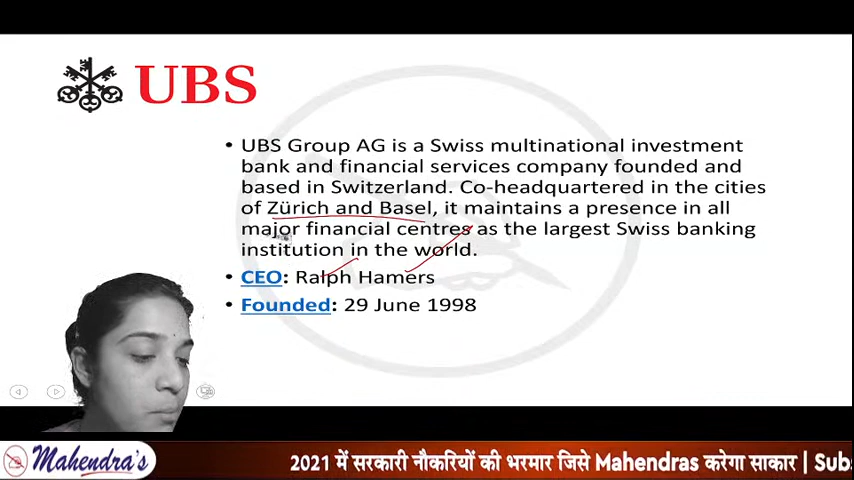 UBS
• UBS Group AG is a Swiss multinational investment
bank and financial services company founded and
based in Switzerland. Co-headquartered in the cities
of Zürich and Basel, it maintains a presence in all
major financial centres as the largest Swiss banking
institution in the world.
• CEO: Ralph Hamers
• Founded: 29 June 1998
Mahendra's
2021 में सरकारी नौकरियों की भरमार जिसे Mahendras करेगा साकार | Sub